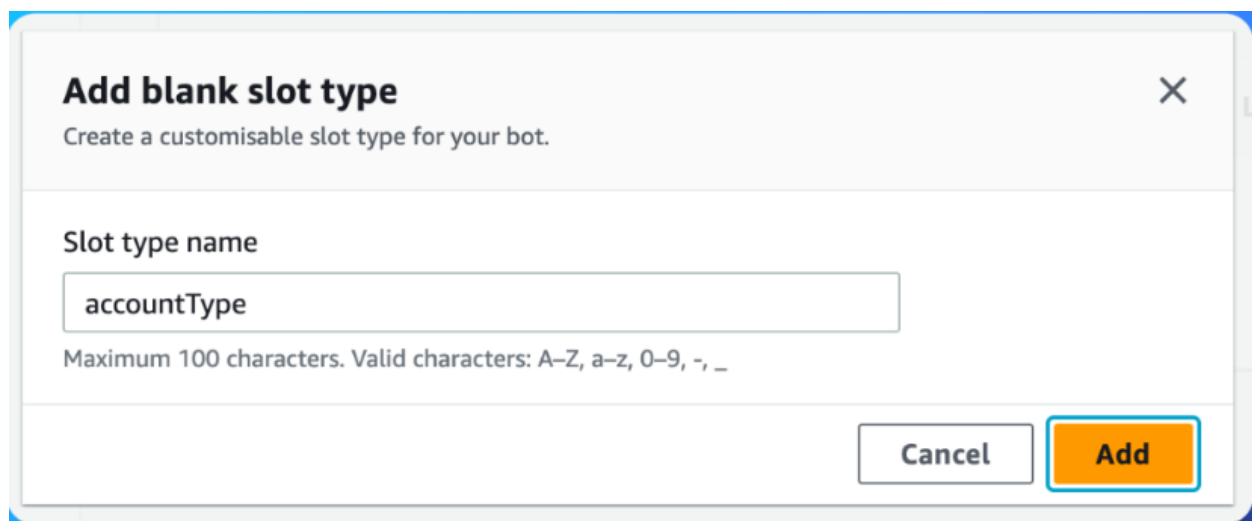 Add blank slot type
Create a customisable slot type for your bot.
Slot type name
accountType
Maximum 100 characters. Valid characters: A–Z, a–z, 0–9, -, _
Cancel
Add